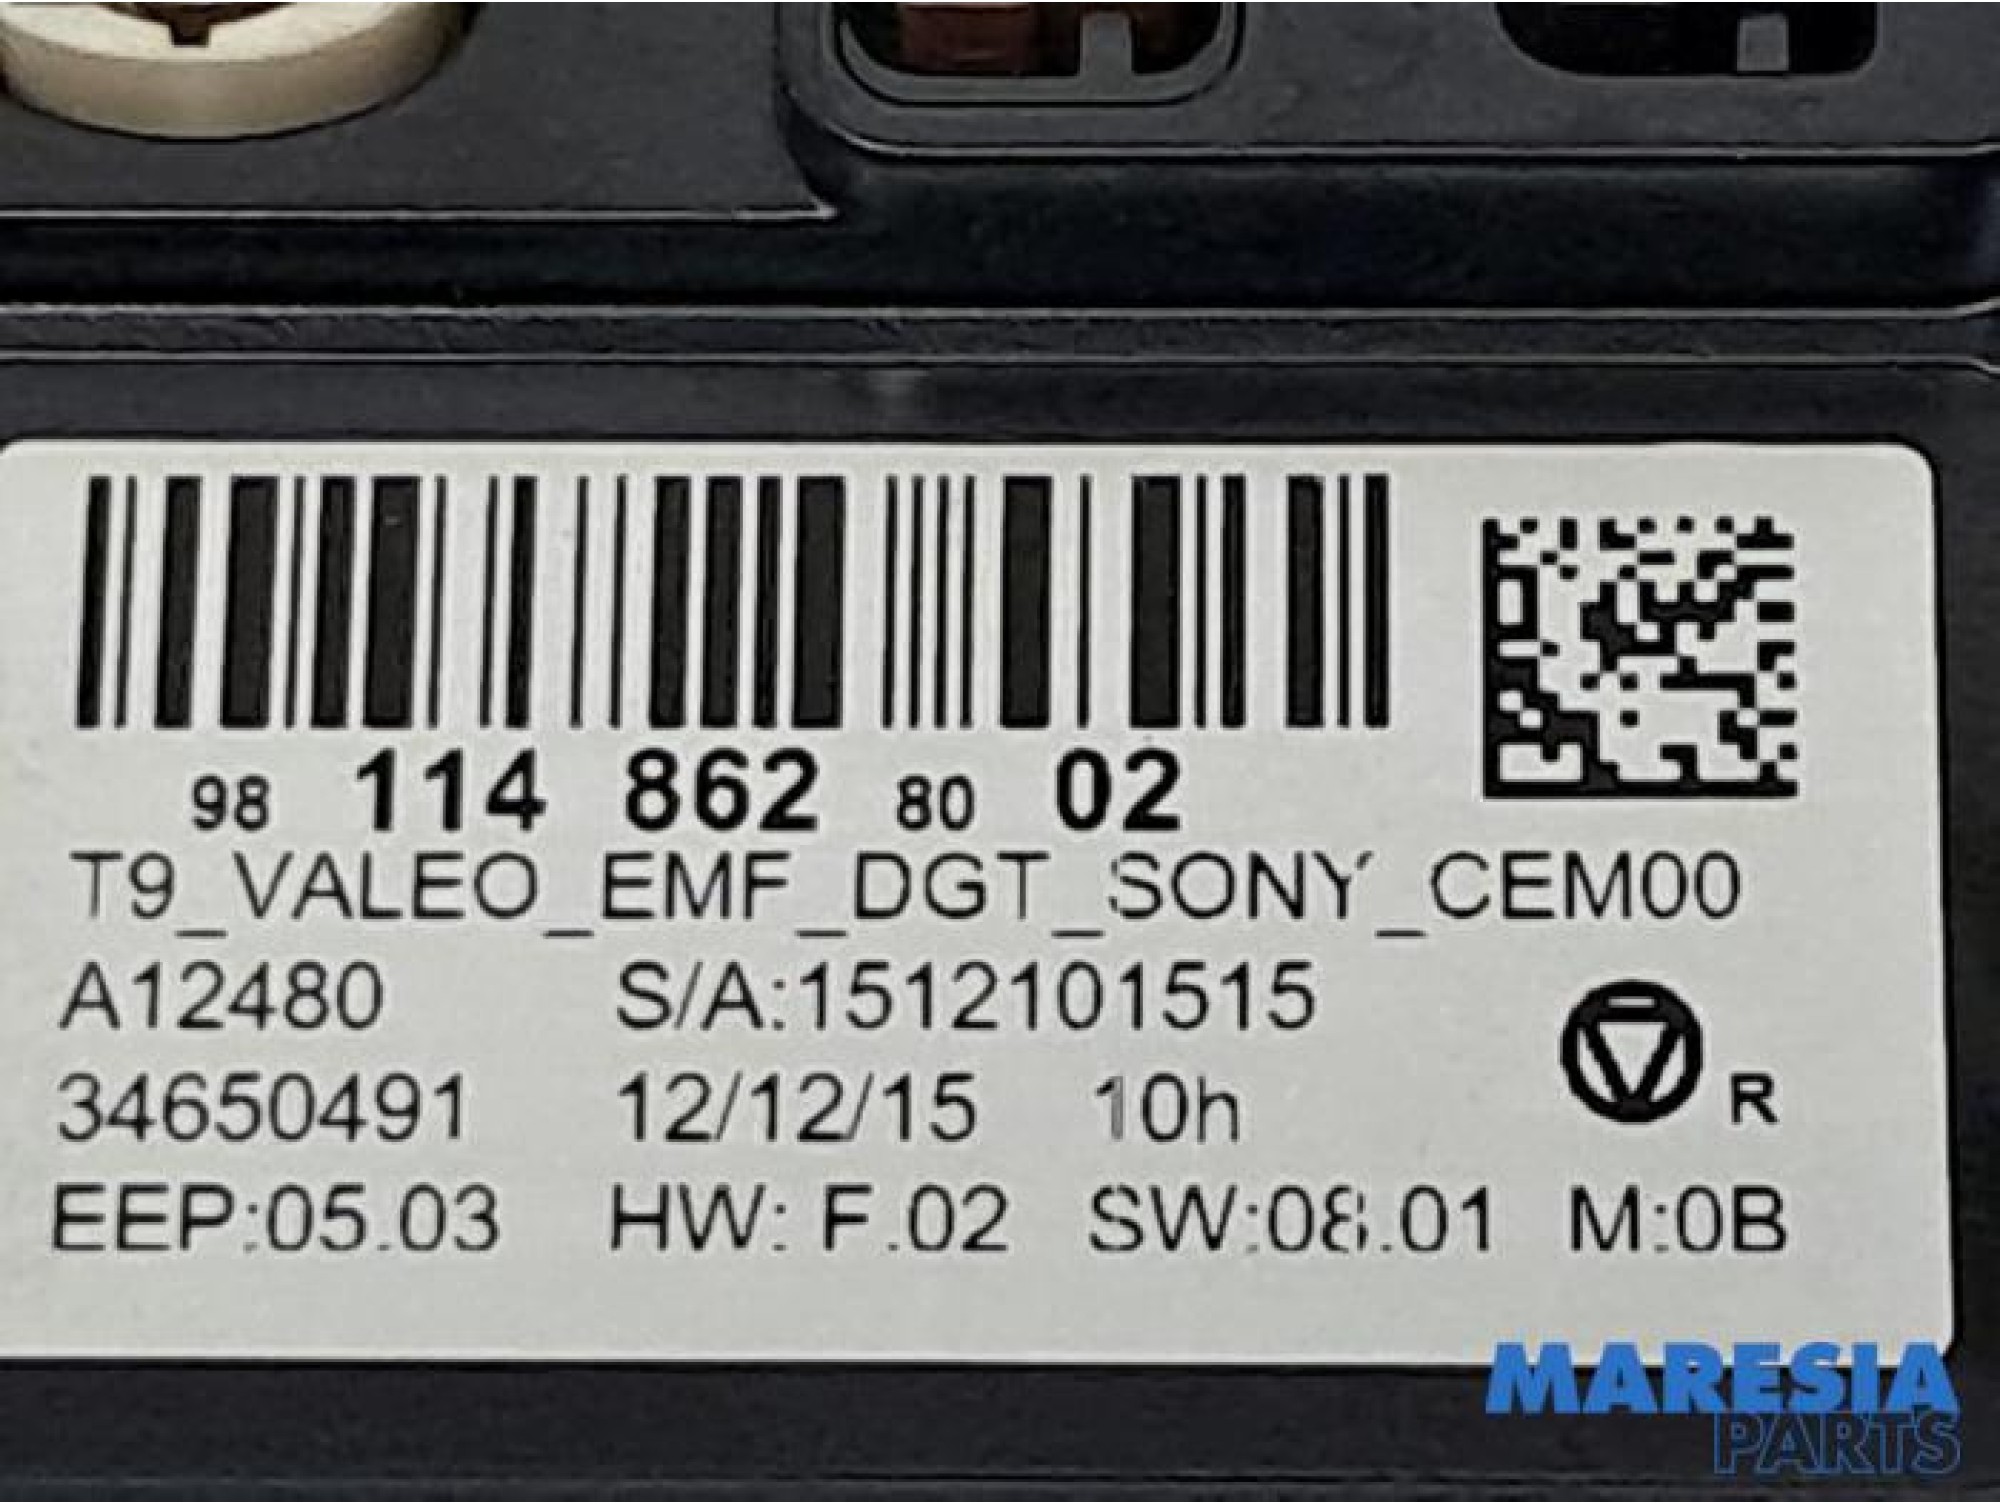 98 114 862 80 02
T9_VALEO_EMF_DGT_SONY_CEM00
A12480 S/A:1512101515
34650491 12/12/15 10h
R
EEP:05.03 HW: F.02 SW:08.01 M:0B
MARESIA
PARTS